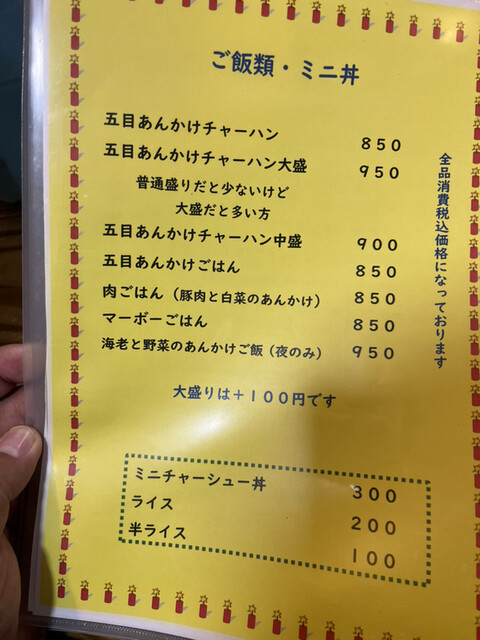 ご飯類・ミニ丼
五目あんかけチャーハン 850
五目あんかけチャーハン大盛 950
普通盛りだと少ないけど
大盛だと多い方
五目あんかけチャーハン中盛 900
五目あんかけごはん 850
肉ごはん（豚肉と白菜のあんかけ） 850
マーボーごはん 850
海老と野菜のあんかけご飯（夜のみ） 950
大盛りは＋１００円です
全品消費税込価格になっております
ミニチャーシュー丼 300
ライス 200
半ライス 100